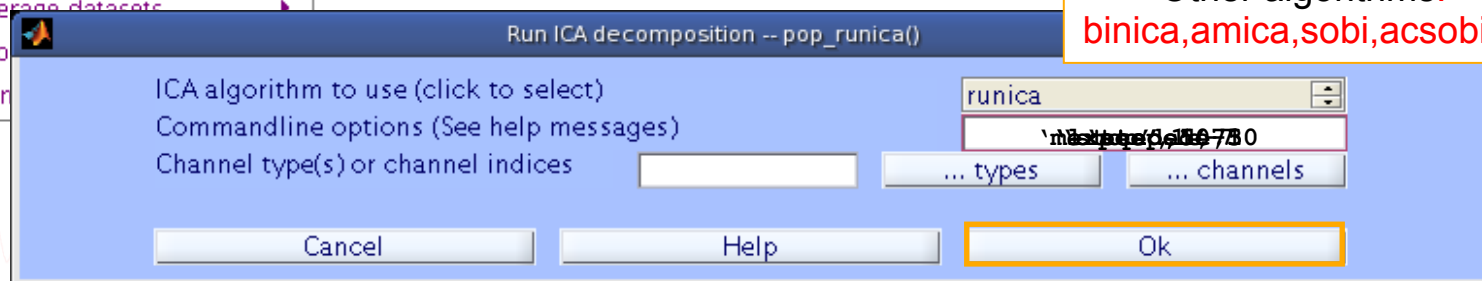 datasets
binica,amica,sobi,acsobi
Run ICA decomposition -- pop_runica()
ICA algorithm to use (click to select)
runica
Commandline options (See help messages)
Channel type(s) or channel indices
... types
... channels
Cancel
Help
Ok